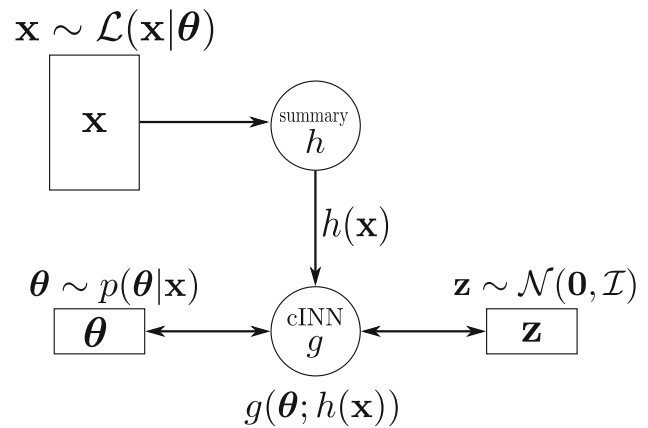 x ∼ ℒ(x|θ)
x
summary
h
h(x)
θ ∼ p(θ|x)
z ∼ 𝒩(0, ℐ)
θ
cINN
g
z
g(θ; h(x))